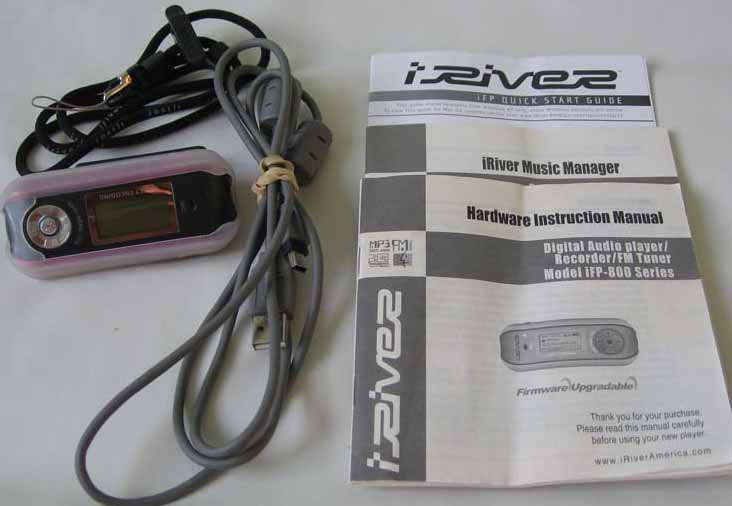 iRiver
iFP QUICK START GUIDE
iRiver Music Manager
Hardware Instruction Manual
MP3 FM
Digital Audio player/
Recorder/FM Tuner
Model iFP-800 Series
iRiver
Firmware Upgradable
Thank you for your purchase.
Please read this manual carefully
before using your new player.
www.iRiverAmerica.com
ENCODING